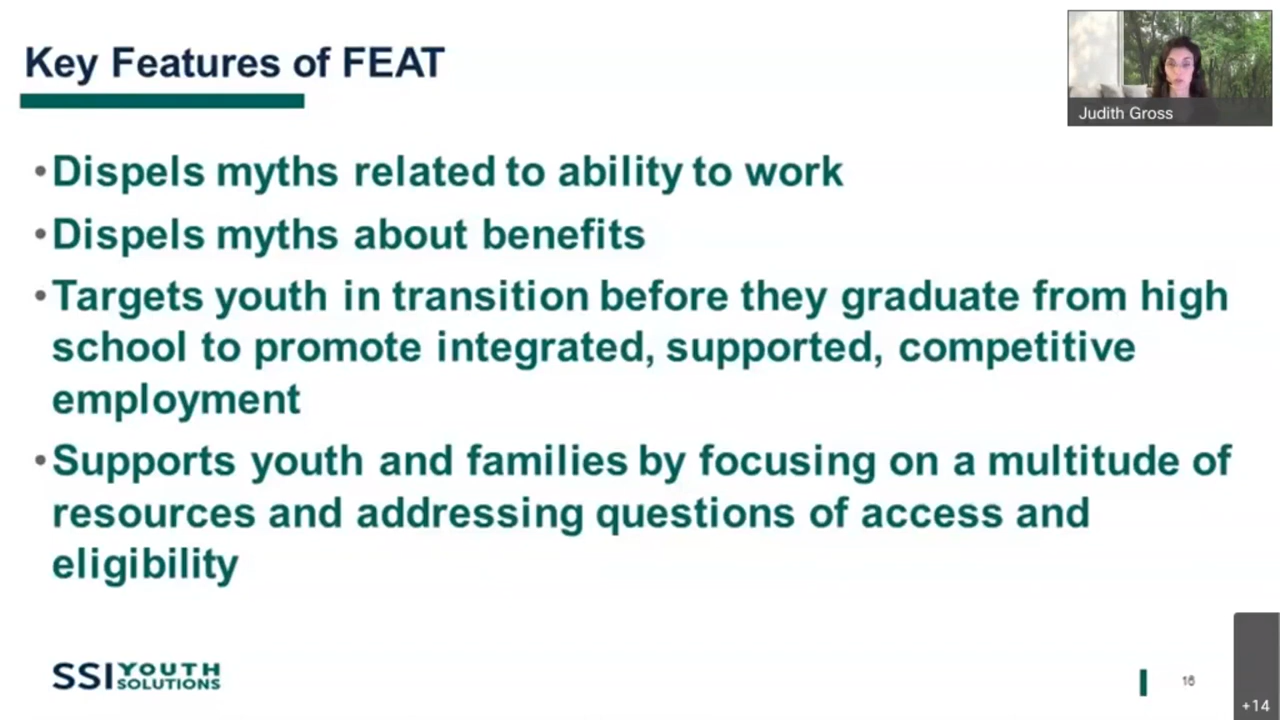 Key Features of FEAT
Judith Gross
•Dispels myths related to ability to work
•Dispels myths about benefits
•Targets youth in transition before they graduate from high
school to promote integrated, supported, competitive
employment
•Supports youth and families by focusing on a multitude of
resources and addressing questions of access and
eligibility
SSI YOUTH
SOLUTIONS
16
+14